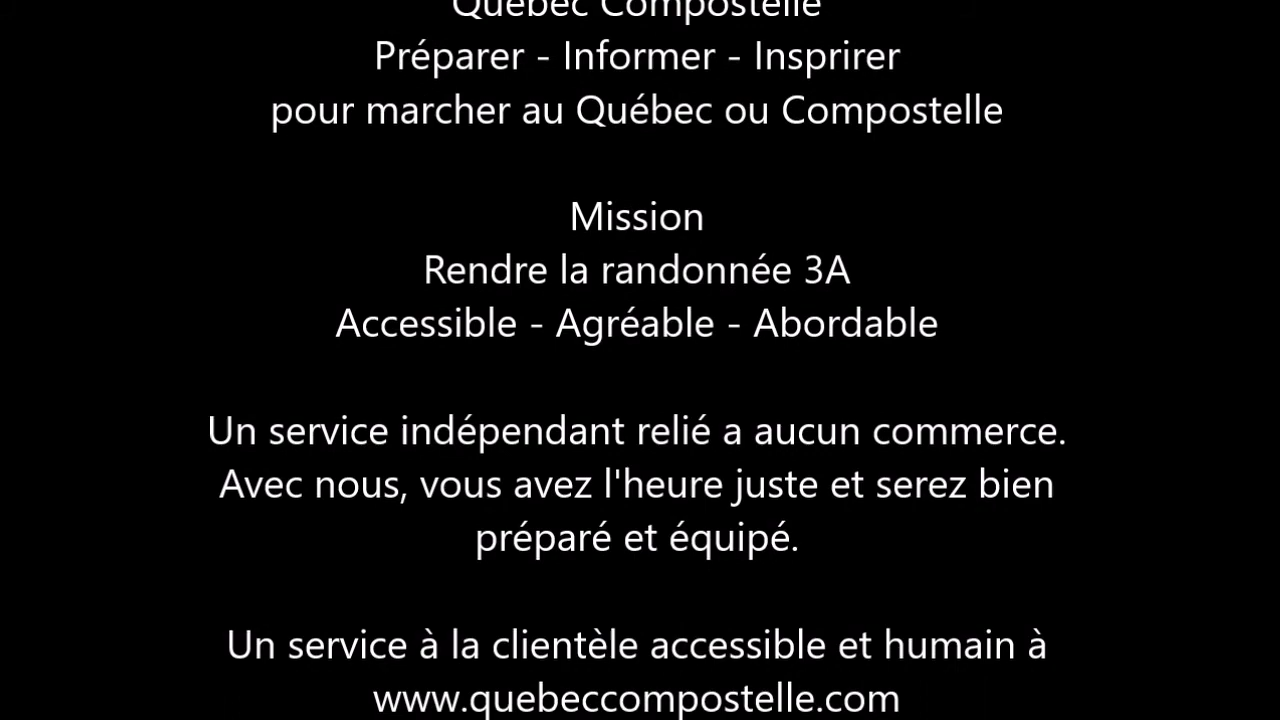 Québec Compostelle
Préparer - Informer - Insprirer
pour marcher au Québec ou Compostelle
Mission
Rendre la randonnée 3A
Accessible - Agréable - Abordable
Un service indépendant relié a aucun commerce.
Avec nous, vous avez l'heure juste et serez bien
préparé et équipé.
Un service à la clientèle accessible et humain à
www.quebeccompostelle.com